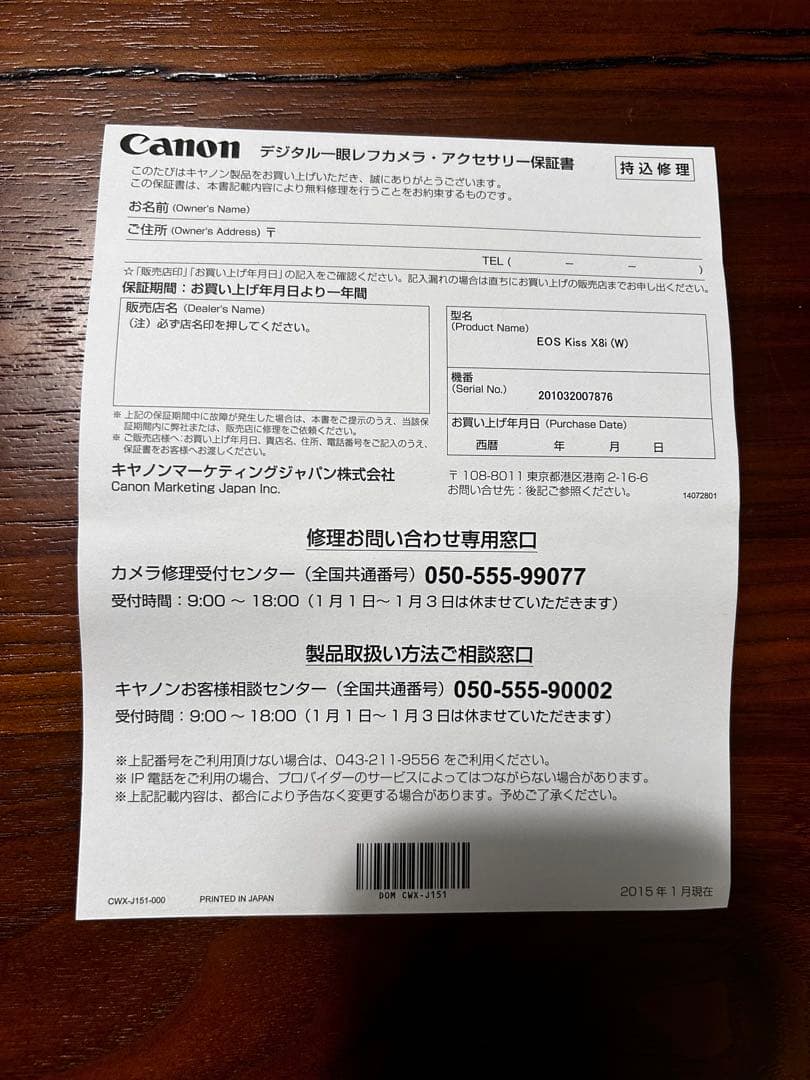 Canon デジタル一眼レフカメラ・アクセサリー保証書
持込修理
このたびはキヤノン製品をお買い上げいただき、誠にありがとうございます。
この保証書は、本書記載内容により無料修理を行うことをお約束するものです。
お名前 (Owner's Name)
ご住所 (Owner's Address) 〒
TEL ( － － )
☆「販売店印」「お買い上げ年月日」の記入をご確認ください。記入漏れの場合は直ちにお買い上げの販売店までお申し出ください。
保証期間：お買い上げ年月日より一年間
販売店名 (Dealer's Name)
（注）必ず店名印を押してください。
※ 上記の保証期間中に故障が発生した場合は、本書をご提示のうえ、当該保
証期間内に弊社または、販売店に修理をご依頼ください。
※ ご販売店様へ：お買い上げ年月日、貴店名、住所、電話番号をご記入のうえ、
保証書をお客様へお渡しください。
型名
(Product Name)
EOS Kiss X8i (W)
機番
(Serial No.)
201032007876
お買い上げ年月日 (Purchase Date)
西暦 年 月 日
キヤノンマーケティングジャパン株式会社
Canon Marketing Japan Inc.
〒 108-8011 東京都港区港南 2-16-6
お問い合せ先：後記ご参照ください。
14072801
修理お問い合わせ専用窓口
カメラ修理受付センター（全国共通番号）050-555-99077
受付時間：9:00 ～ 18:00（1 月 1 日～ 1 月 3 日は休ませていただきます）
製品取扱い方法ご相談窓口
キヤノンお客様相談センター（全国共通番号）050-555-90002
受付時間：9:00 ～ 18:00（1 月 1 日～ 1 月 3 日は休ませていただきます）
※上記番号をご利用頂けない場合は、043-211-9556 をご利用ください。
※ IP 電話をご利用の場合、プロバイダーのサービスによってはつながらない場合があります。
※上記記載内容は、都合により予告なく変更する場合があります。予めご了承ください。
DOM CWX-J151
CWX-J151-000 PRINTED IN JAPAN
2015 年 1 月現在